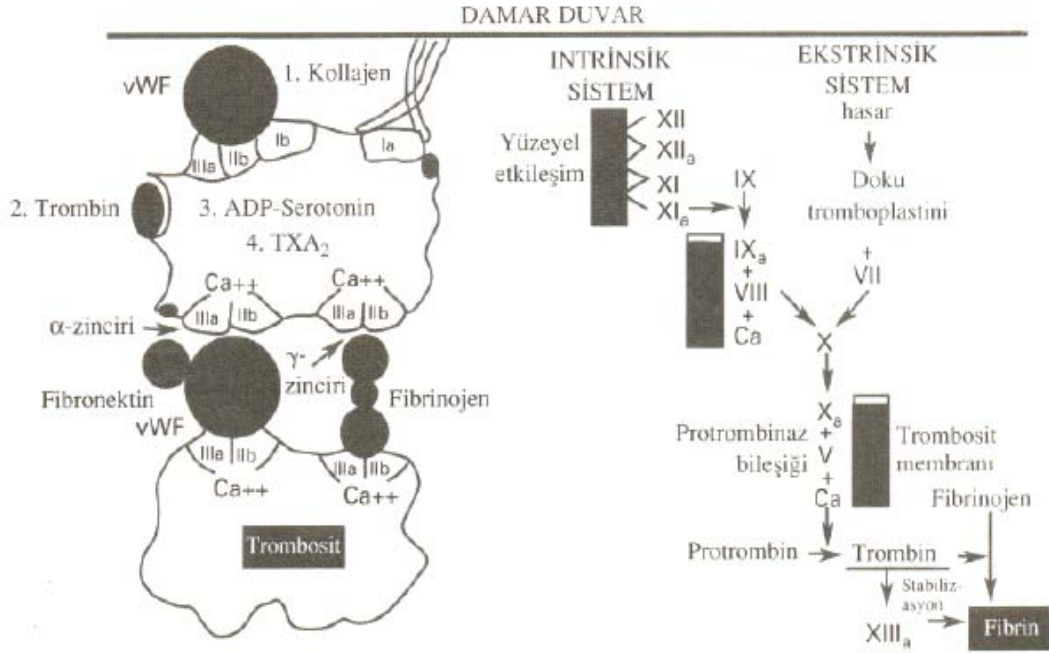 DAMAR DUVAR
vWF
1. Kollajen
IIIa
IIb
Ib
Ia
2. Trombin
3. ADP-Serotonin
4. TXA2
Ca++
Ca++
IIIa
IIb
IIIa
IIb
α-zinciri
γ-
zinciri
Fibronektin
vWF
Fibrinojen
IIIa
IIb
IIIa
IIb
Ca++
Ca++
Trombosit
INTRİNSİK
SİSTEM
Yüzeyel
etkileşim
XII
XIIa
XI
XIa
IX
IXa
+
VIII
+
Ca
EKSTRİNSİK
SİSTEM
hasar
Doku
tromboplastini
+
VII
X
Xa
+
V
+
Ca
Protrombinaz
bileşiği
Trombosit
membranı
Fibrinojen
Protrombin
Trombin
Stabiliz-
asyon
XIIIa
Fibrin